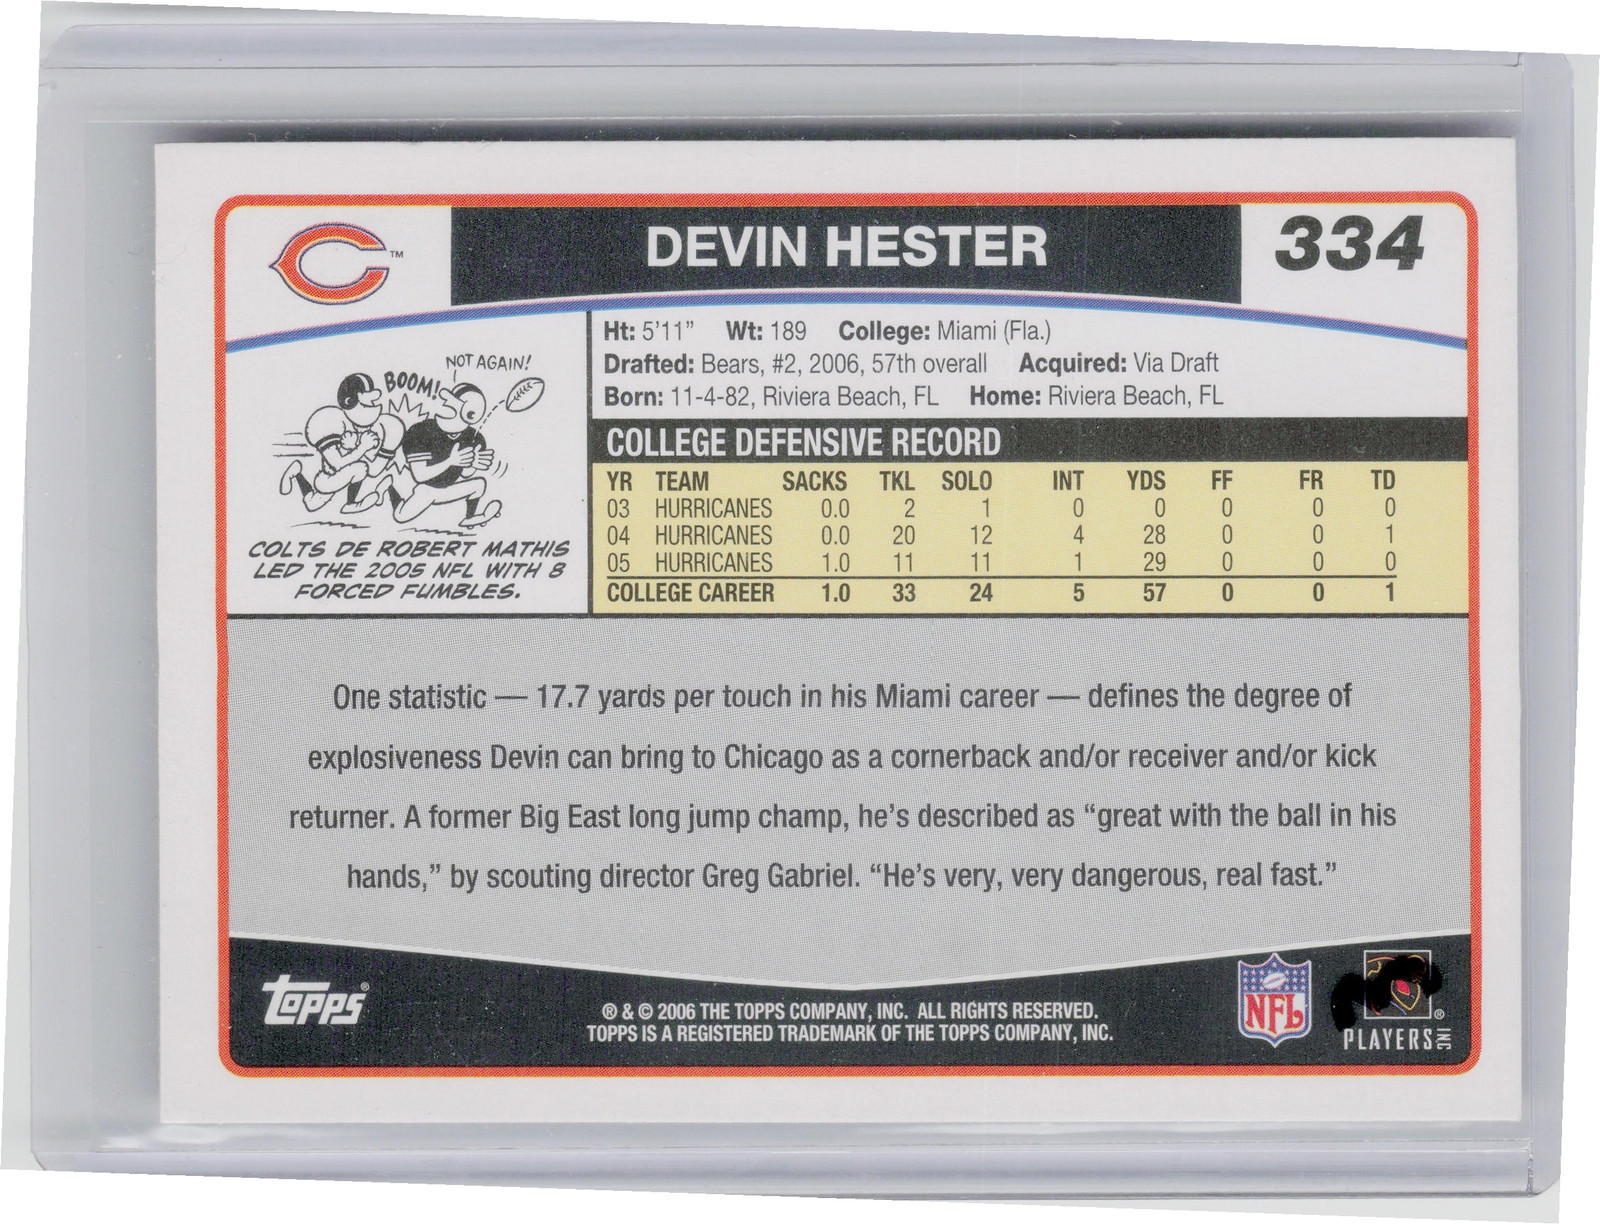 DEVIN HESTER
334
™
Ht: 5'11" Wt: 189 College: Miami (Fla.)
Drafted: Bears, #2, 2006, 57th overall Acquired: Via Draft
Born: 11-4-82, Riviera Beach, FL Home: Riviera Beach, FL
NOT AGAIN!
BOOM!
COLTS DE ROBERT MATHIS
LED THE 2005 NFL WITH 8
FORCED FUMBLES.
COLLEGE DEFENSIVE RECORD
YR TEAM SACKS TKL SOLO INT YDS FF FR TD
03 HURRICANES 0.0 2 1 0 0 0 0 0
04 HURRICANES 0.0 20 12 4 28 0 0 1
05 HURRICANES 1.0 11 11 1 29 0 0 0
COLLEGE CAREER 1.0 33 24 5 57 0 0 1
One statistic — 17.7 yards per touch in his Miami career — defines the degree of
explosiveness Devin can bring to Chicago as a cornerback and/or receiver and/or kick
returner. A former Big East long jump champ, he's described as "great with the ball in his
hands," by scouting director Greg Gabriel. "He's very, very dangerous, real fast."
Topps®
® & © 2006 THE TOPPS COMPANY, INC. ALL RIGHTS RESERVED.
TOPPS IS A REGISTERED TRADEMARK OF THE TOPPS COMPANY, INC.
NFL
PLAYERS INC ®